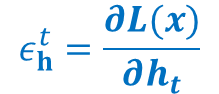 ϵ_𝐡^t = ∂L(x) / ∂h_t